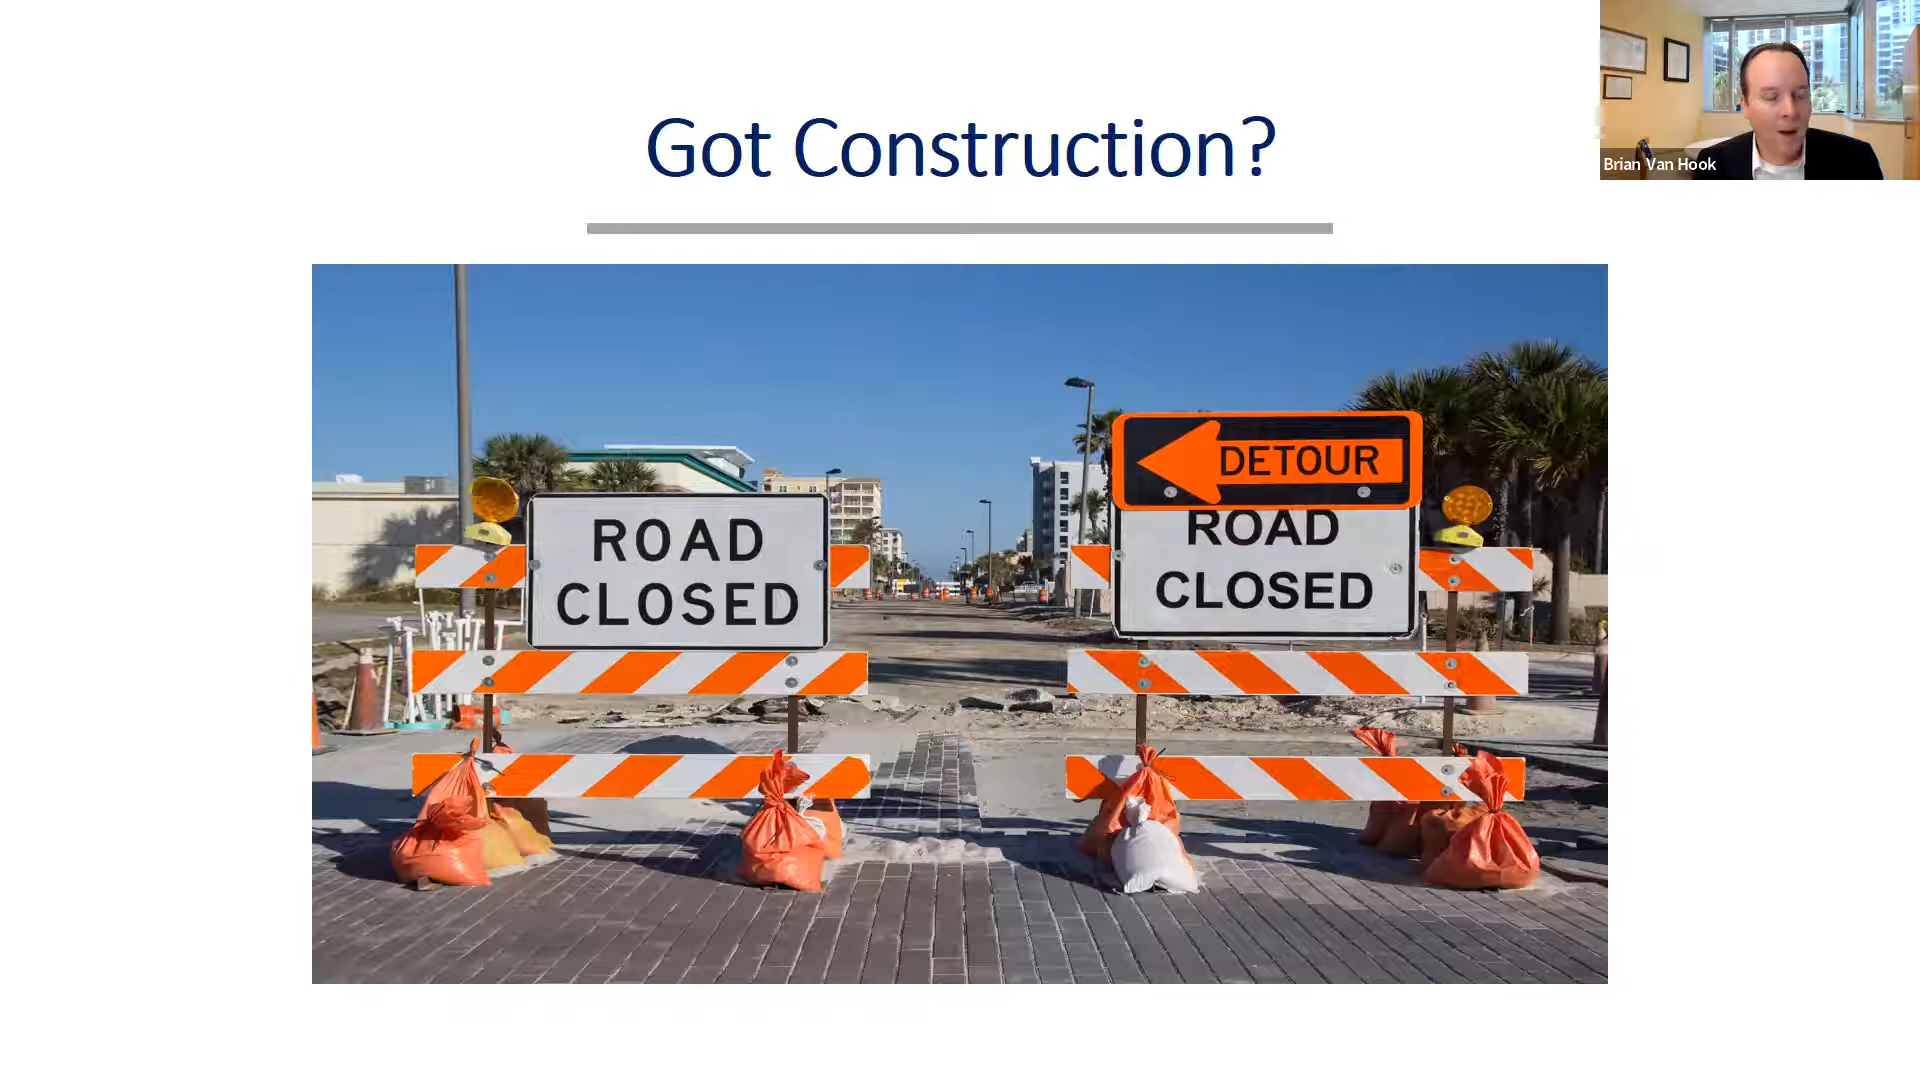 Got Construction?
Brian Van Hook
ROAD
CLOSED
DETOUR
ROAD
CLOSED